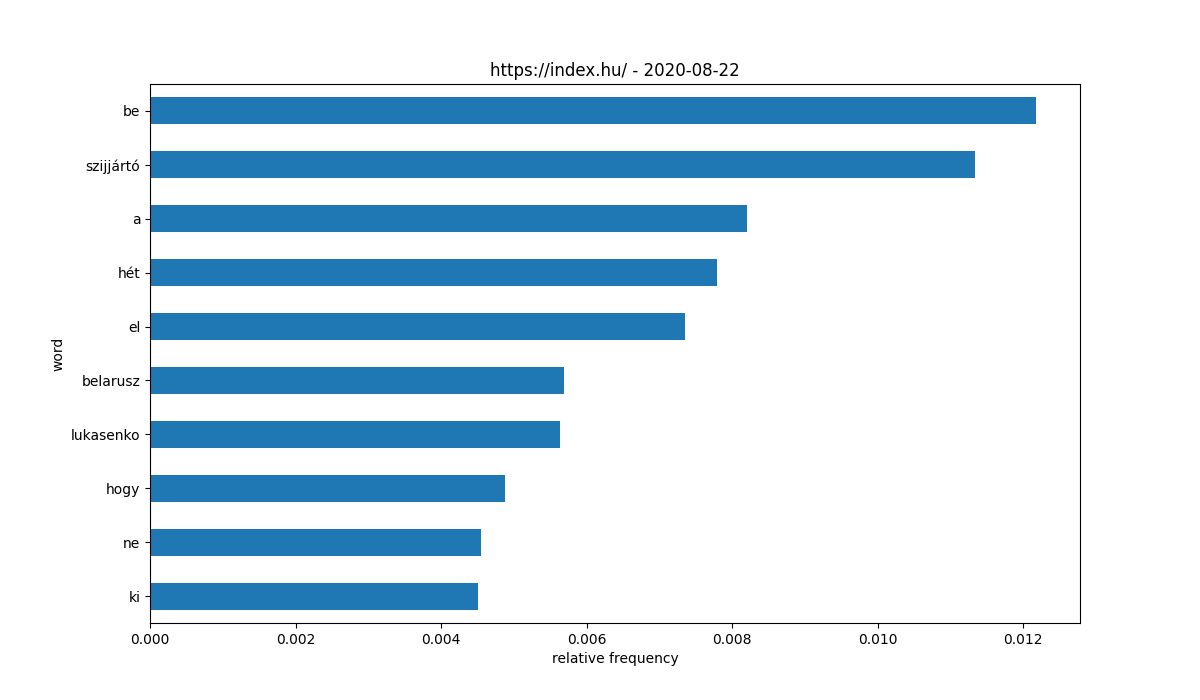 https://index.hu/ - 2020-08-22
be
szijjártó
a
hét
el
belarusz
lukasenko
hogy
ne
ki
word
0.000 0.002 0.004 0.006 0.008 0.010 0.012
relative frequency